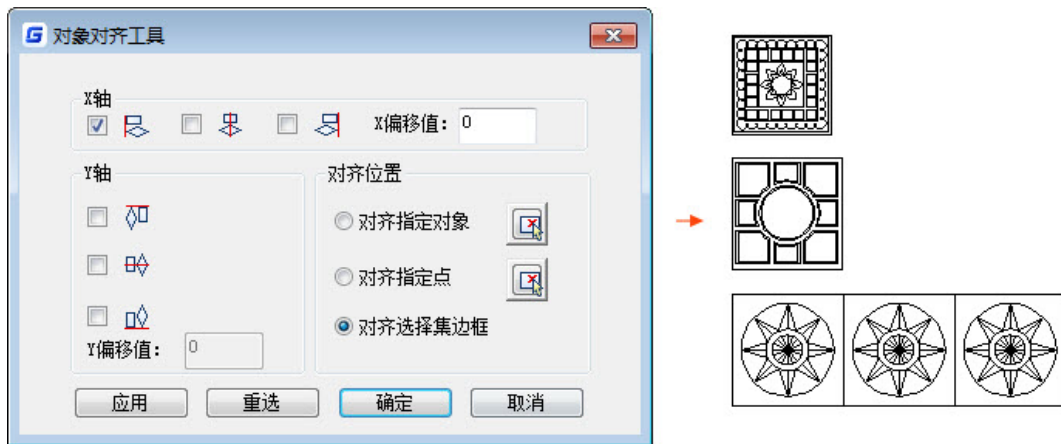 对象对齐工具
X轴
X偏移值: 0
Y轴
对齐位置
对齐指定对象
对齐指定点
对齐选择集边框
Y偏移值: 0
应用 重选 确定 取消